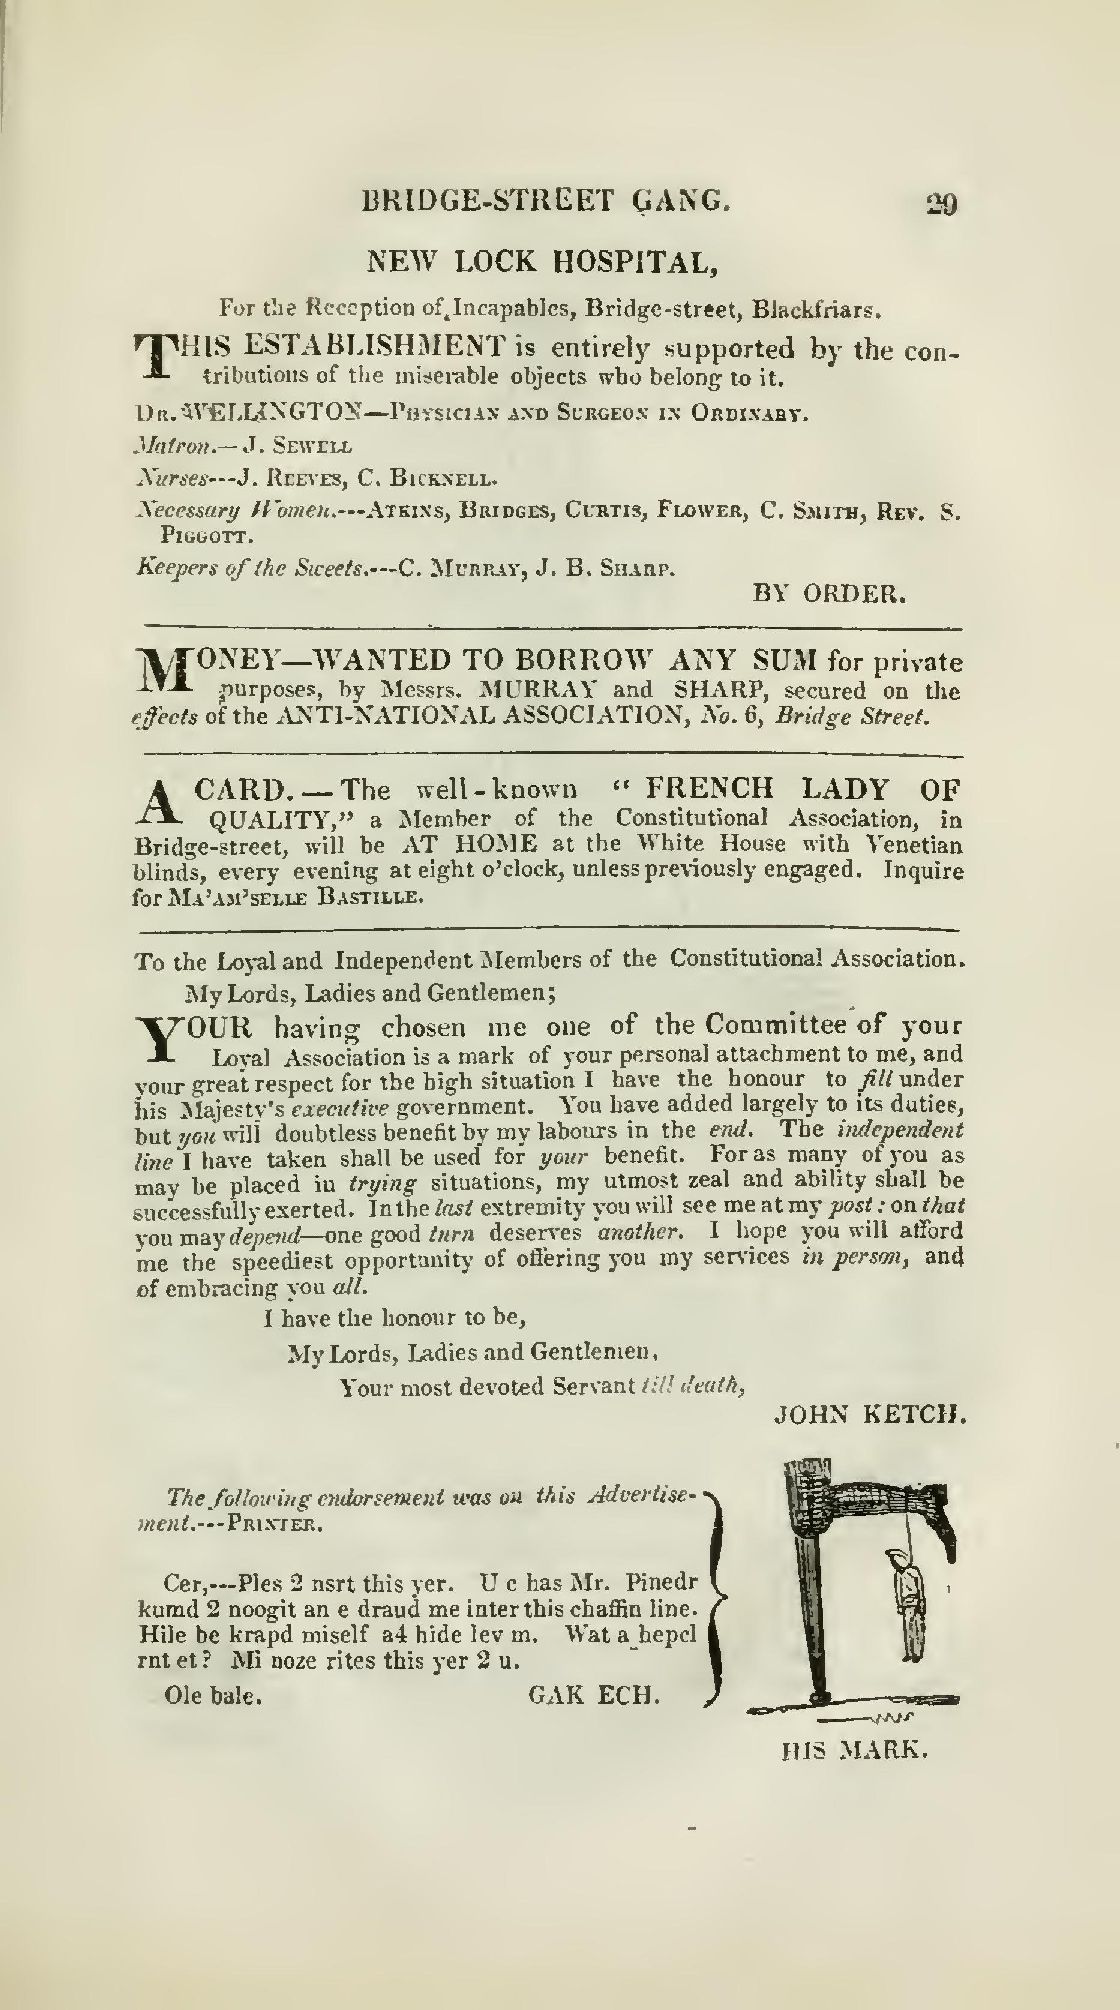 BRIDGE-STREET GANG. 29
NEW LOCK HOSPITAL,
For the Reception of Incapables, Bridge-street, Blackfriars.
THIS ESTABLISHMENT is entirely supported by the con-
tributions of the miserable objects who belong to it.
DR. WELLINGTON—PHYSICIAN AND SURGEON IN ORDINARY.
Matron.—J. SEWELL
Nurses---J. REEVES, C. BICKNELL.
Necessary Women.---ATKINS, BRIDGES, CURTIS, FLOWER, C. SMITH, REV. S.
PIGGOTT.
Keepers of the Sweets.---C. MURRAY, J. B. SHARP.
BY ORDER.
MONEY—WANTED TO BORROW ANY SUM for private
purposes, by Messrs. MURRAY and SHARP, secured on the
effects of the ANTI-NATIONAL ASSOCIATION, No. 6, Bridge Street.
A CARD.—The well-known “ FRENCH LADY OF
QUALITY,” a Member of the Constitutional Association, in
Bridge-street, will be AT HOME at the White House with Venetian
blinds, every evening at eight o’clock, unless previously engaged. Inquire
for MA’AM’SELLE BASTILLE.
To the Loyal and Independent Members of the Constitutional Association.
My Lords, Ladies and Gentlemen;
YOUR having chosen me one of the Committee of your
Loyal Association is a mark of your personal attachment to me, and
your great respect for the high situation I have the honour to fill under
his Majesty's executive government. You have added largely to its duties,
but you will doubtless benefit by my labours in the end. The independent
line I have taken shall be used for your benefit. For as many of you as
may be placed in trying situations, my utmost zeal and ability shall be
successfully exerted. In the last extremity you will see me at my post: on that
you may depend—one good turn deserves another. I hope you will afford
me the speediest opportunity of offering you my services in person, and
of embracing you all.
I have the honour to be,
My Lords, Ladies and Gentlemen,
Your most devoted Servant till death,
JOHN KETCH.
The following endorsement was on this Advertise-
ment.---PRINTER.
Cer,---Ples 2 nsrt this yer. U c has Mr. Pinedr
kumd 2 noogit an e draud me inter this chaffin line.
Hile be krapd miself a4 hide lev m. Wat a hepcl
rnt et? Mi noze rites this yer 2 u.
Ole bale. GAK ECH.
HIS MARK.